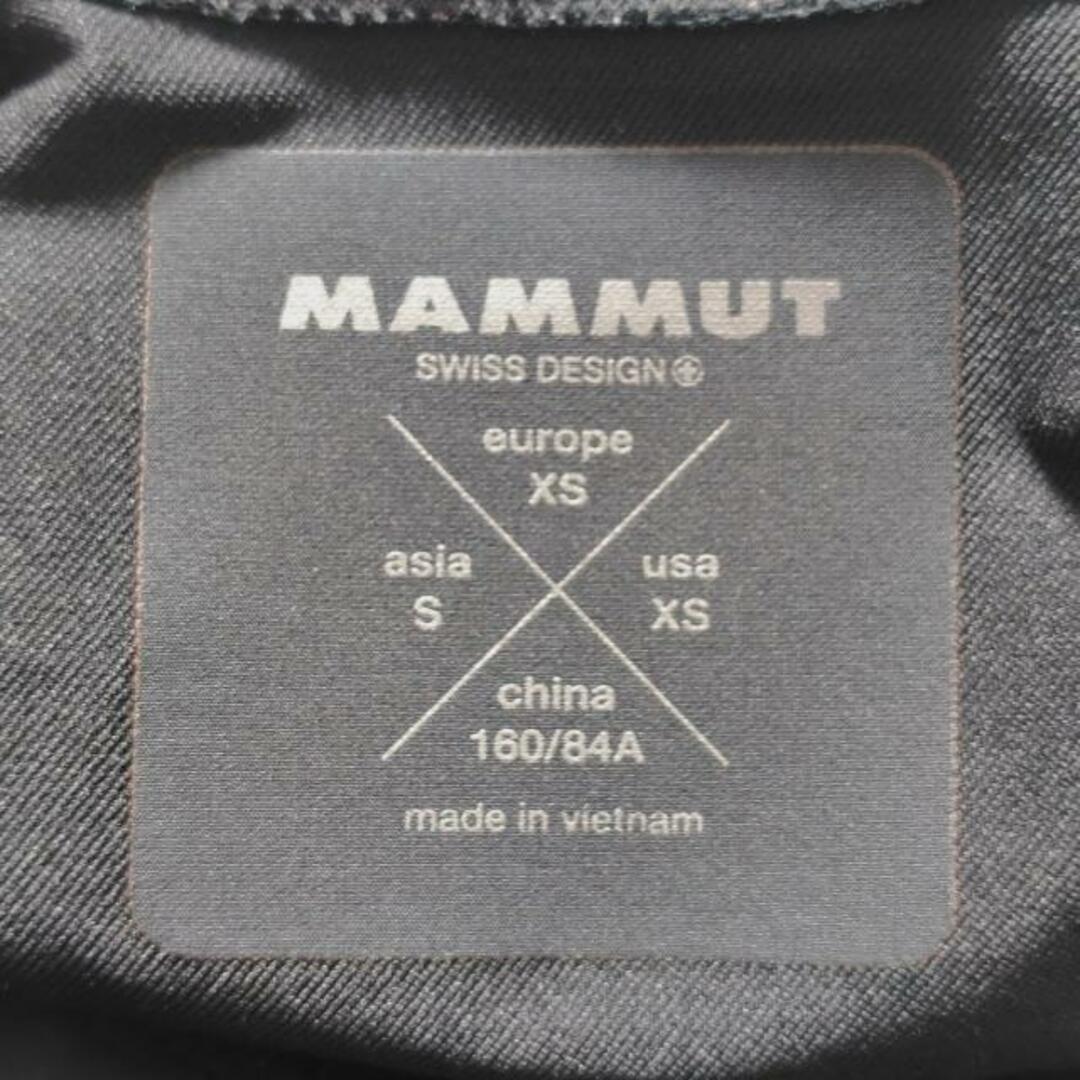 MAMMUT
SWISS DESIGN
europe
XS
asia
S
usa
XS
china
160/84A
made in vietnam